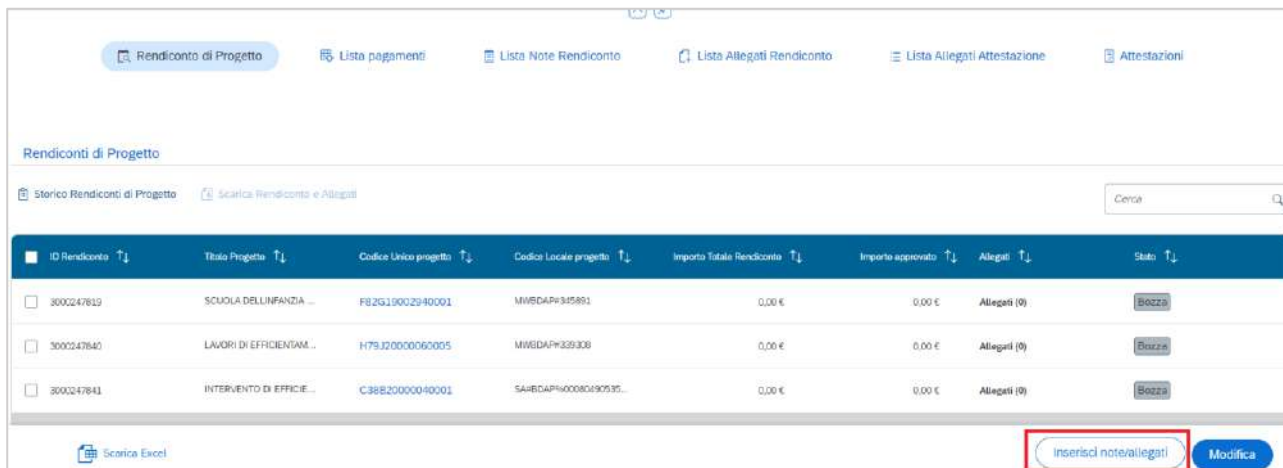 Rendiconto di Progetto Lista pagamenti Lista Note Rendiconto Lista Allegati Rendiconto Lista Allegati Attestazione Attestazioni
Rendiconti di Progetto
Storico Rendiconti di Progetto Scarica Rendiconto e Allegati Cerca
ID Rendiconto Titolo Progetto Codice Unico progetto Codice Locale progetto Importo Totale Rendiconto Importo approvato Allegati Stato
3000247819 SCUOLA DELLINFANZIA ... F82G19002940001 MWBDAP#345891 0,00 € 0,00 € Allegati (0) Bozza
3000247840 LAVORI DI EFFICIENTAM... H79J20000060005 MWBDAP#339308 0,00 € 0,00 € Allegati (0) Bozza
3000247841 INTERVENTO DI EFFICIE... C38B20000040001 0,00 € 0,00 € Allegati (0) Bozza
Scarica Excel Inserisci note/allegati Modifica